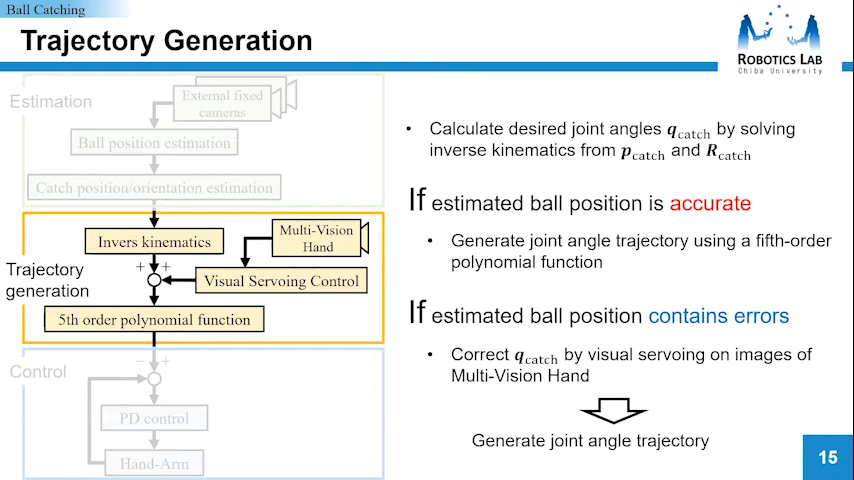 Ball Catching
Trajectory Generation
ROBOTICS LAB
Chiba University
Estimation
External fixed
cameras
Ball position estimation
Catch position/orientation estimation
Trajectory
generation
Invers kinematics
Multi-Vision
Hand
+ +
Visual Servoing Control
5th order polynomial function
Control
− +
PD control
Hand-Arm
• Calculate desired joint angles q_catch by solving
inverse kinematics from p_catch and R_catch
If estimated ball position is accurate
• Generate joint angle trajectory using a fifth-order
polynomial function
If estimated ball position contains errors
• Correct q_catch by visual servoing on images of
Multi-Vision Hand
Generate joint angle trajectory
15